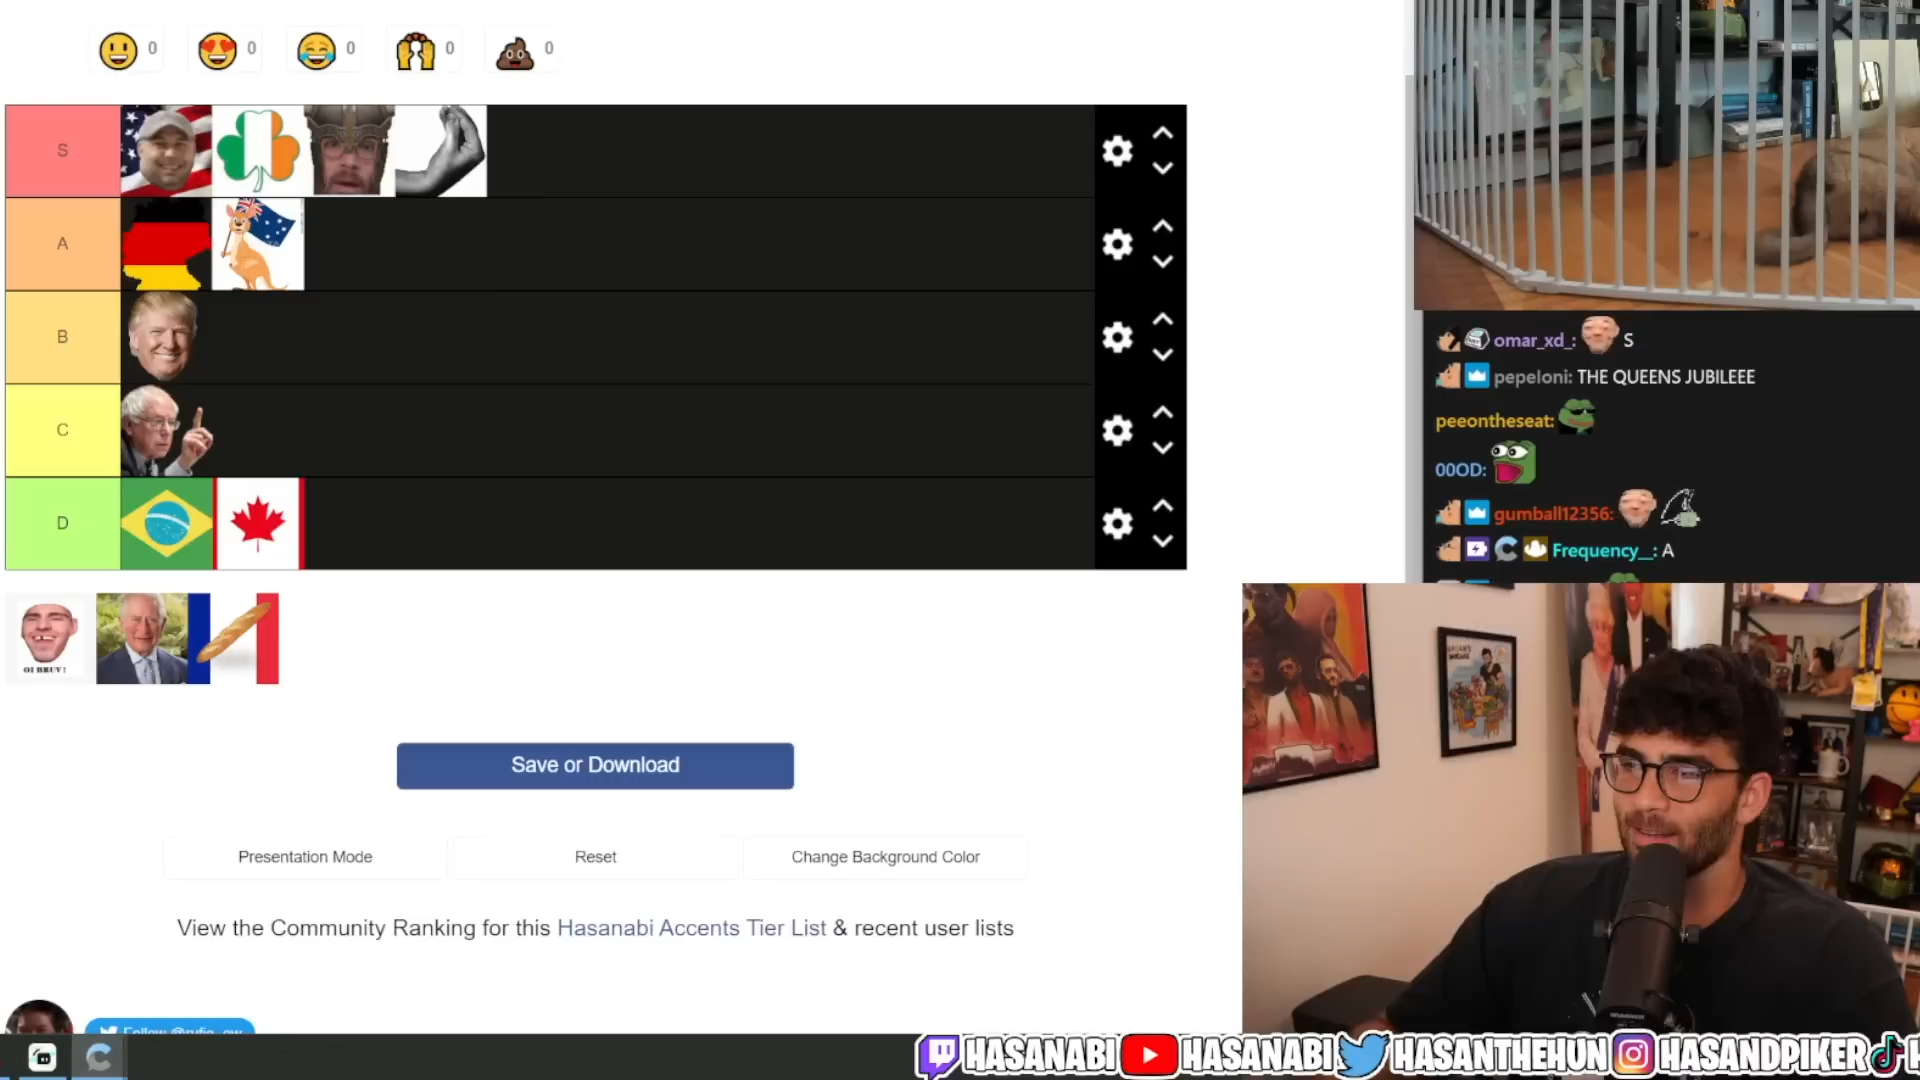 0 0 0 0 0
S
A
B
C
D
OI BRUV!
Save or Download
Presentation Mode
Reset
Change Background Color
View the Community Ranking for this Hasanabi Accents Tier List & recent user lists
omar_xd_: S
pepeloni: THE QUEENS JUBILEEE
peeontheseat:
00OD:
gumball12356:
Frequency__: A
HASANABI HASANABI HASANTHEHUN HASANDPIKER